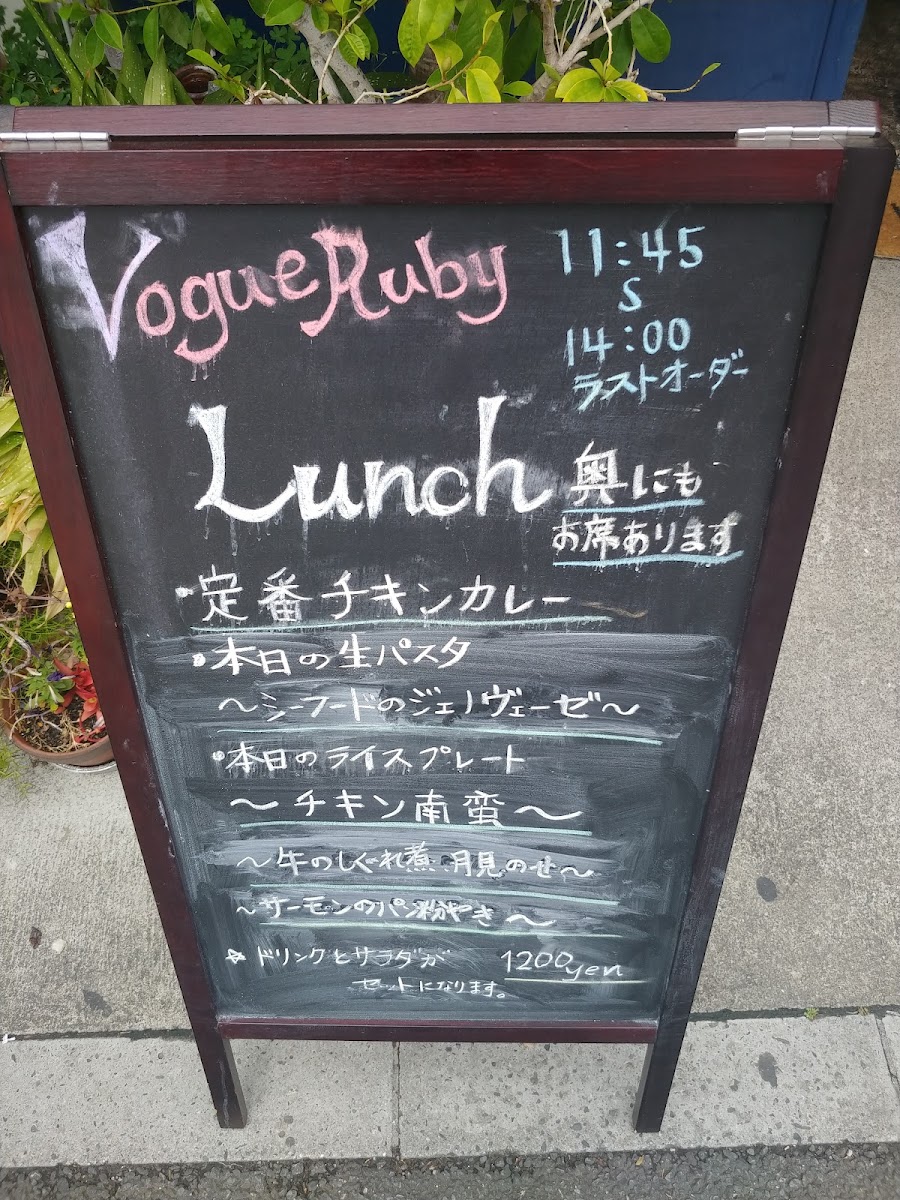 Vogue Ruby
11:45
S
14:00
ラストオーダー
Lunch
奥にも
お席あります
・定番チキンカレー
・本日の生パスタ
〜シーフードのジェノヴェーゼ〜
・本日のライスプレート
〜チキン南蛮〜
〜牛のしぐれ煮、月見のせ〜
〜サーモンのパン粉やき〜
☆ドリンクとサラダが 1200yen
セットになります。